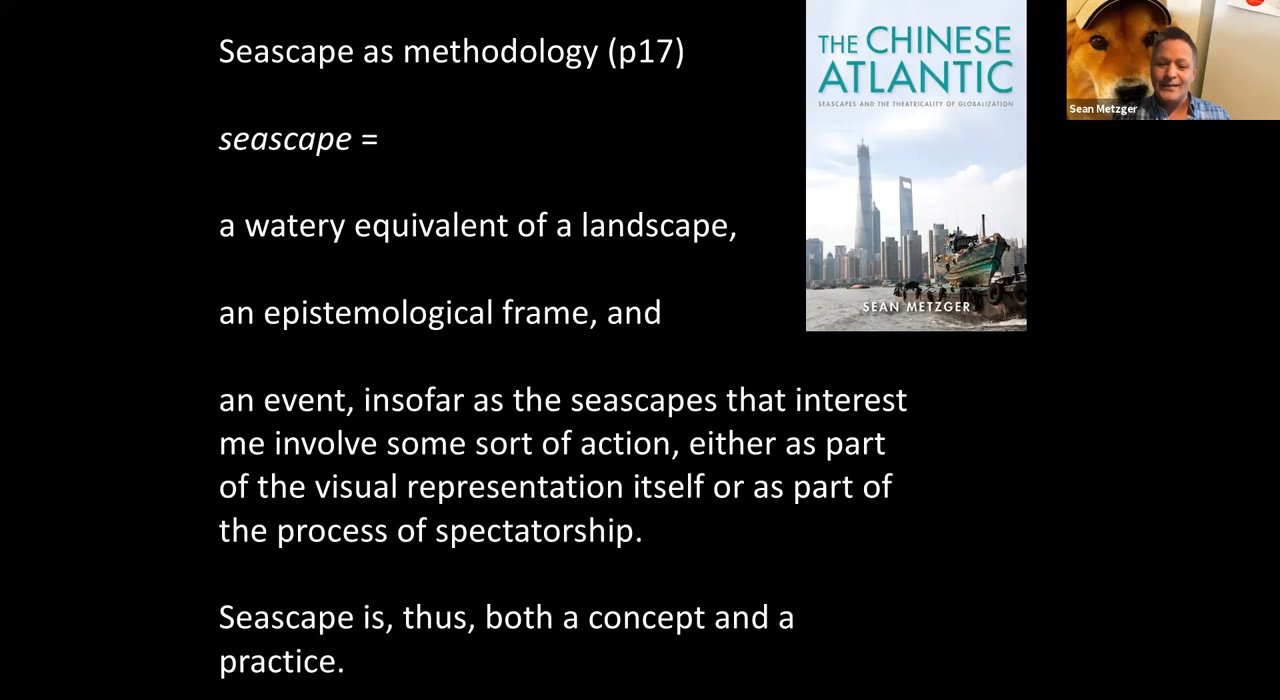 Seascape as methodology (p17)
seascape =
a watery equivalent of a landscape,
an epistemological frame, and
an event, insofar as the seascapes that interest
me involve some sort of action, either as part
of the visual representation itself or as part of
the process of spectatorship.
Seascape is, thus, both a concept and a
practice.
THE CHINESE
ATLANTIC
SEASCAPES AND THE THEATRICALITY OF GLOBALIZATION
SEAN METZGER
Sean Metzger